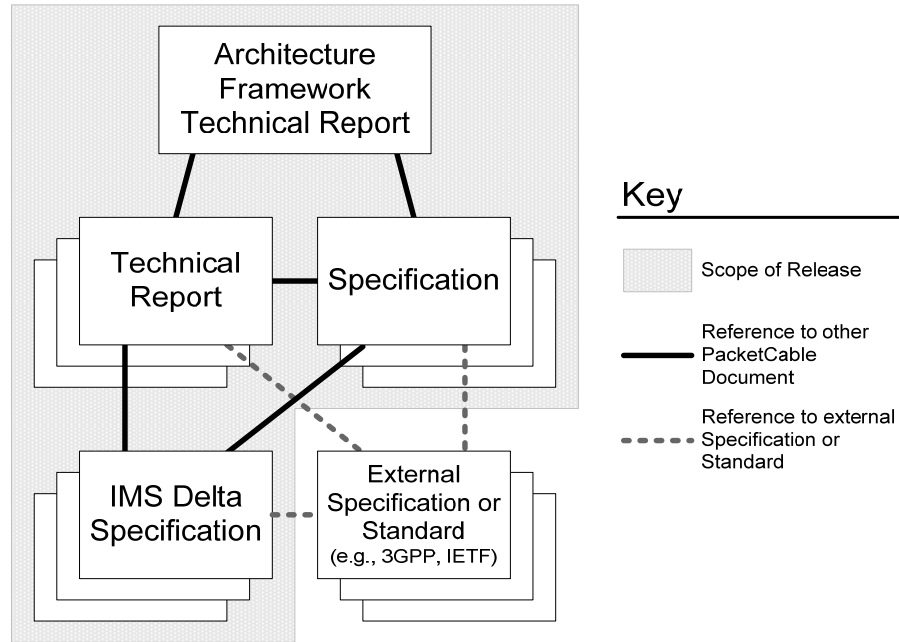 Architecture
Framework
Technical Report
Technical
Report
Specification
IMS Delta
Specification
External
Specification or
Standard
(e.g., 3GPP, IETF)
Key
Scope of Release
Reference to other
PacketCable
Document
Reference to external
Specification or
Standard